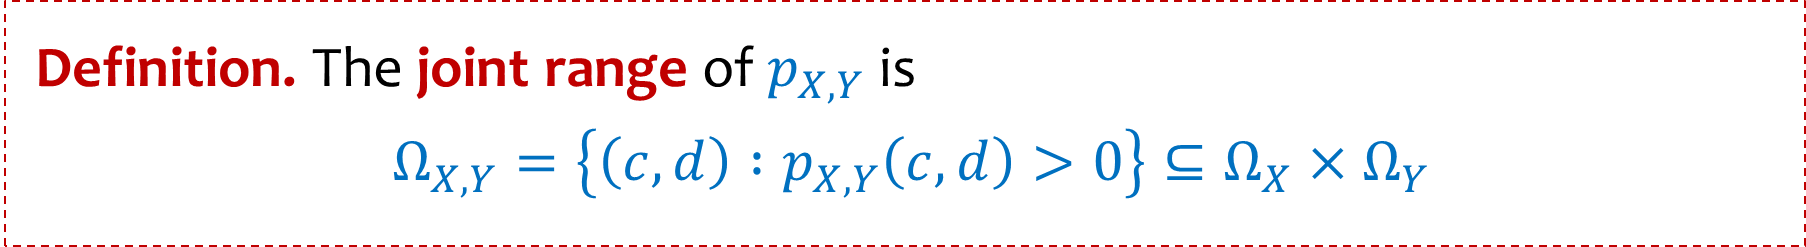 Definition. The joint range of p_{X,Y} is
Ω_{X,Y} = {(c, d) : p_{X,Y}(c, d) > 0} ⊆ Ω_X × Ω_Y